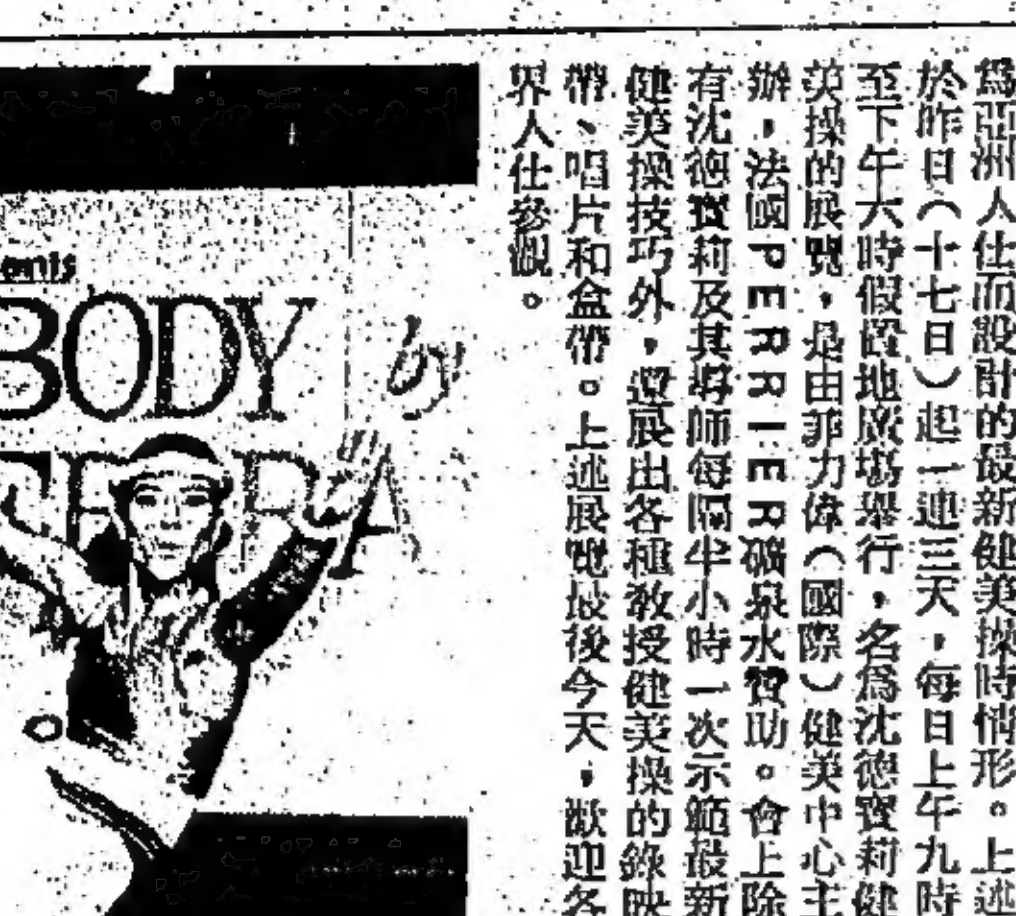 爲亞洲人仕而設計的最新健美操時情形。上述
於昨日（十七日）起一連三天，每日上午九時
至下午六時假置地廣塲舉行，名爲沈德寶莉健
美操的展覽，是由菲力偉（國際）健美中心主
辦，法國PERRIER礦泉水贊助。會上除
有沈德寶莉及其導師每隔半小時一次示範最新
健美操技巧外，還展出各種敎授健美操的錄映
帶、唱片和盒帶。上述展覽最後今天，歡迎各
界人仕參觀。
BODY